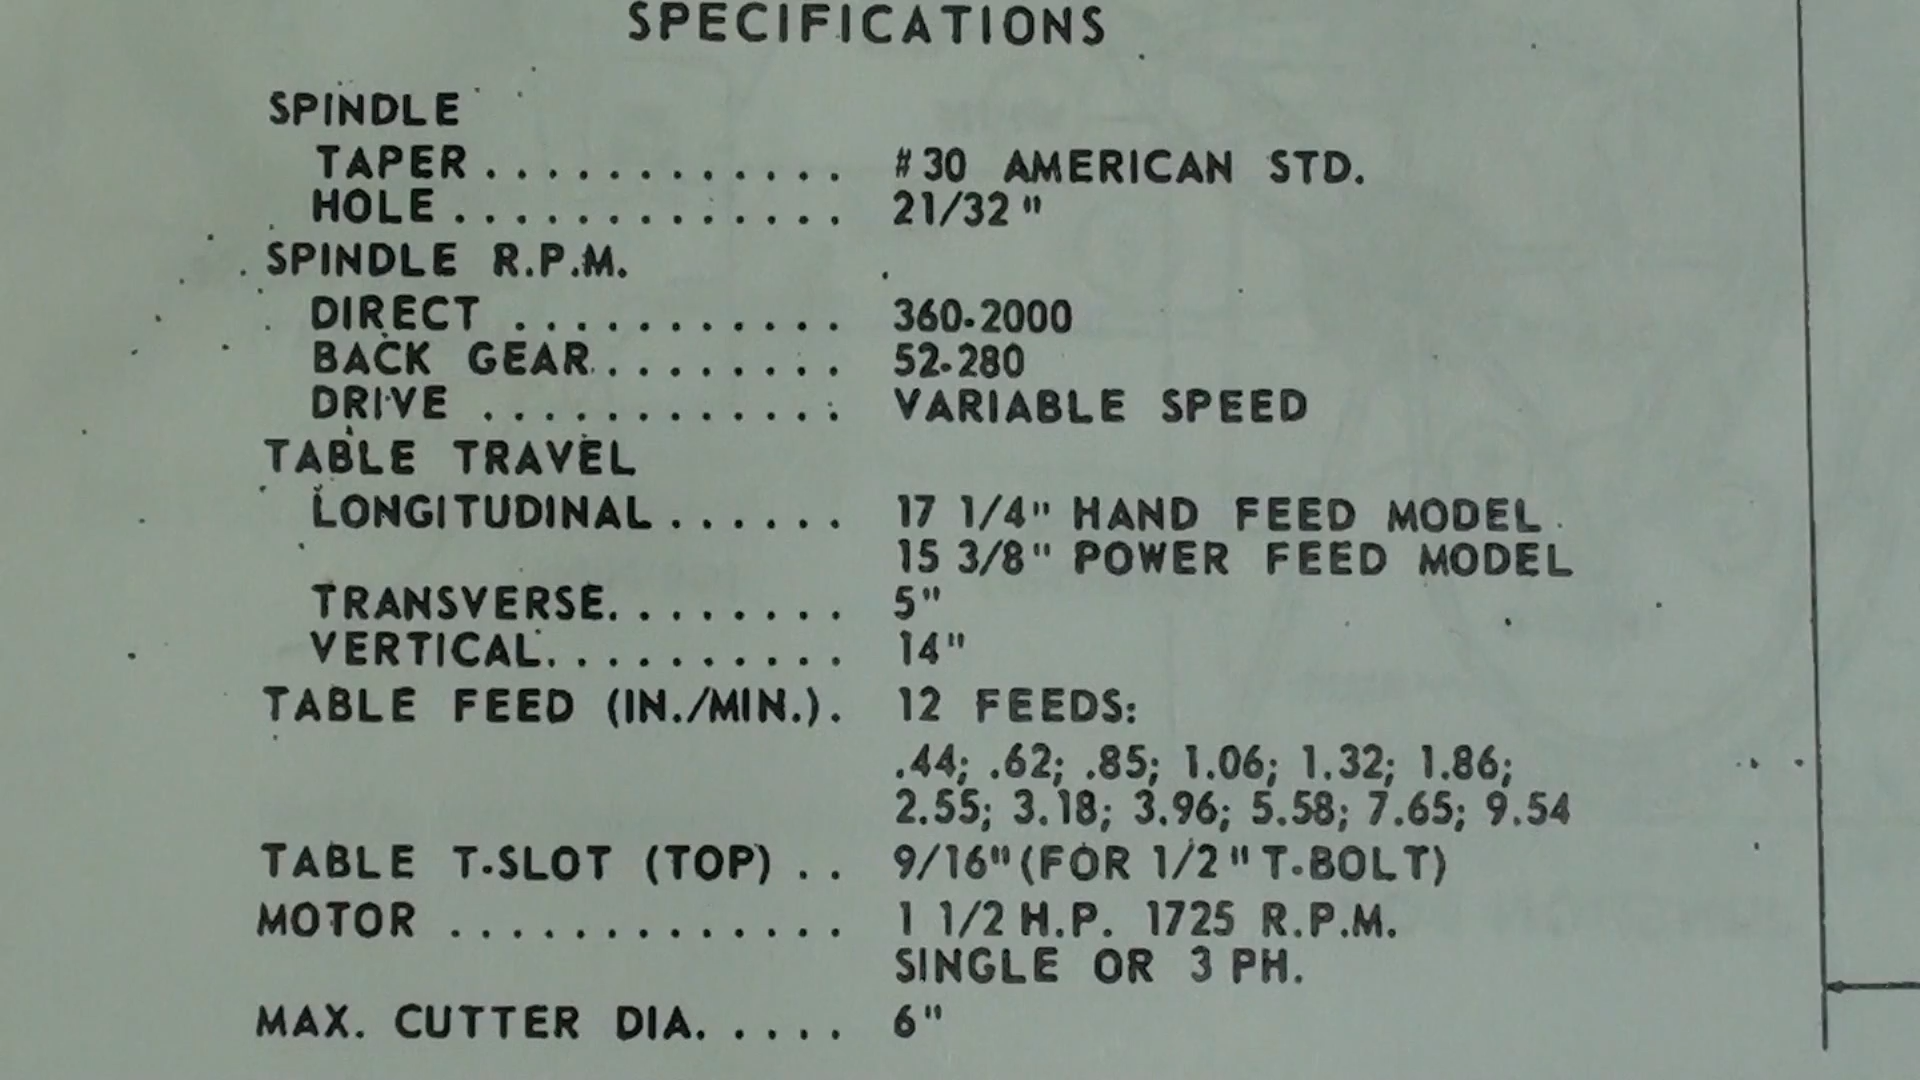 SPECIFICATIONS
SPINDLE
TAPER ............ #30 AMERICAN STD.
HOLE ............. 21/32"
SPINDLE R.P.M.
DIRECT ........... 360-2000
BACK GEAR ........ 52-280
DRIVE ............ VARIABLE SPEED
TABLE TRAVEL
LONGITUDINAL ...... 17 1/4" HAND FEED MODEL
15 3/8" POWER FEED MODEL
TRANSVERSE ........ 5"
VERTICAL .......... 14"
TABLE FEED (IN./MIN.). 12 FEEDS:
.44; .62; .85; 1.06; 1.32; 1.86;
2.55; 3.18; 3.96; 5.58; 7.65; 9.54
TABLE T-SLOT (TOP) .. 9/16" (FOR 1/2" T-BOLT)
MOTOR ............. 1 1/2 H.P. 1725 R.P.M.
SINGLE OR 3 PH.
MAX. CUTTER DIA. .... 6"